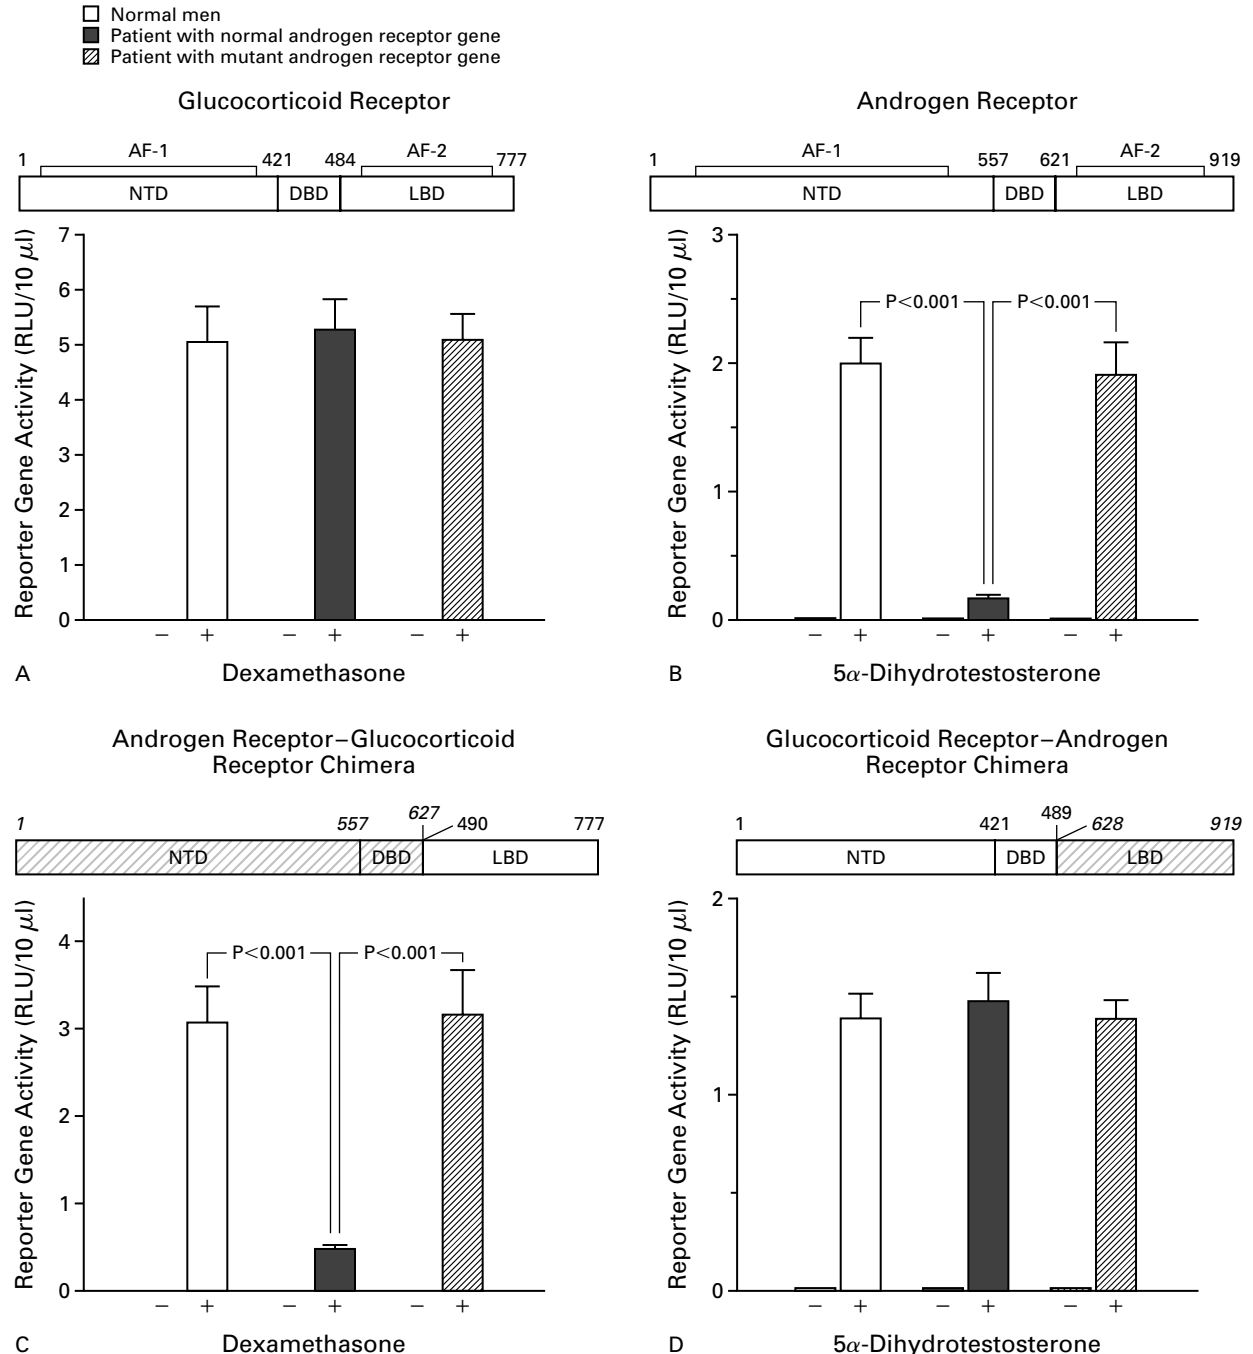 Normal men
Patient with normal androgen receptor gene
Patient with mutant androgen receptor gene
Glucocorticoid Receptor
1 AF-1 421 484 AF-2 777
NTD DBD LBD
Reporter Gene Activity (RLU/10 µl)
7
6
5
4
3
2
1
0
− + − + − +
A Dexamethasone
Androgen Receptor
1 AF-1 557 621 AF-2 919
NTD DBD LBD
Reporter Gene Activity (RLU/10 µl)
3
2
1
0
P<0.001 P<0.001
− + − + − +
B 5α-Dihydrotestosterone
Androgen Receptor–Glucocorticoid
Receptor Chimera
1 557 627 490 777
NTD DBD LBD
Reporter Gene Activity (RLU/10 µl)
4
3
2
1
0
P<0.001 P<0.001
− + − + − +
C Dexamethasone
Glucocorticoid Receptor–Androgen
Receptor Chimera
1 421 489 628 919
NTD DBD LBD
Reporter Gene Activity (RLU/10 µl)
2
1
0
− + − + − +
D 5α-Dihydrotestosterone